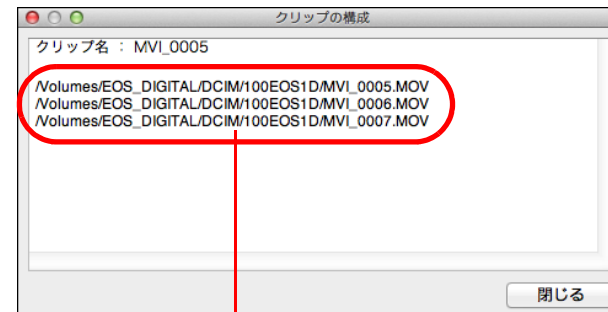 クリップの構成
クリップ名 ： MVI_0005
/Volumes/EOS_DIGITAL/DCIM/100EOS1D/MVI_0005.MOV
/Volumes/EOS_DIGITAL/DCIM/100EOS1D/MVI_0006.MOV
/Volumes/EOS_DIGITAL/DCIM/100EOS1D/MVI_0007.MOV
閉じる